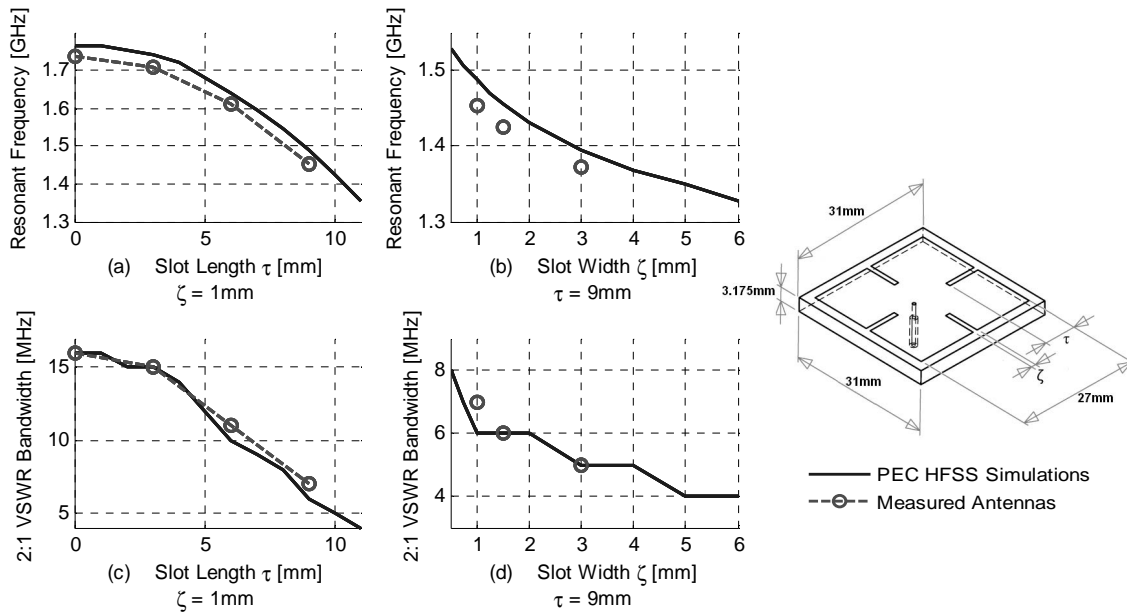 Resonant Frequency [GHz]
1.7
1.6
1.5
1.4
1.3
0
5
10
(a) Slot Length τ [mm]
ζ = 1mm
Resonant Frequency [GHz]
1.5
1.4
1.3
1
2
3
4
5
6
(b) Slot Width ζ [mm]
τ = 9mm
2:1 VSWR Bandwidth [MHz]
15
10
5
0
5
10
(c) Slot Length τ [mm]
ζ = 1mm
2:1 VSWR Bandwidth [MHz]
8
6
4
1
2
3
4
5
6
(d) Slot Width ζ [mm]
τ = 9mm
31mm
3.175mm
31mm
τ
ζ
27mm
PEC HFSS Simulations
Measured Antennas